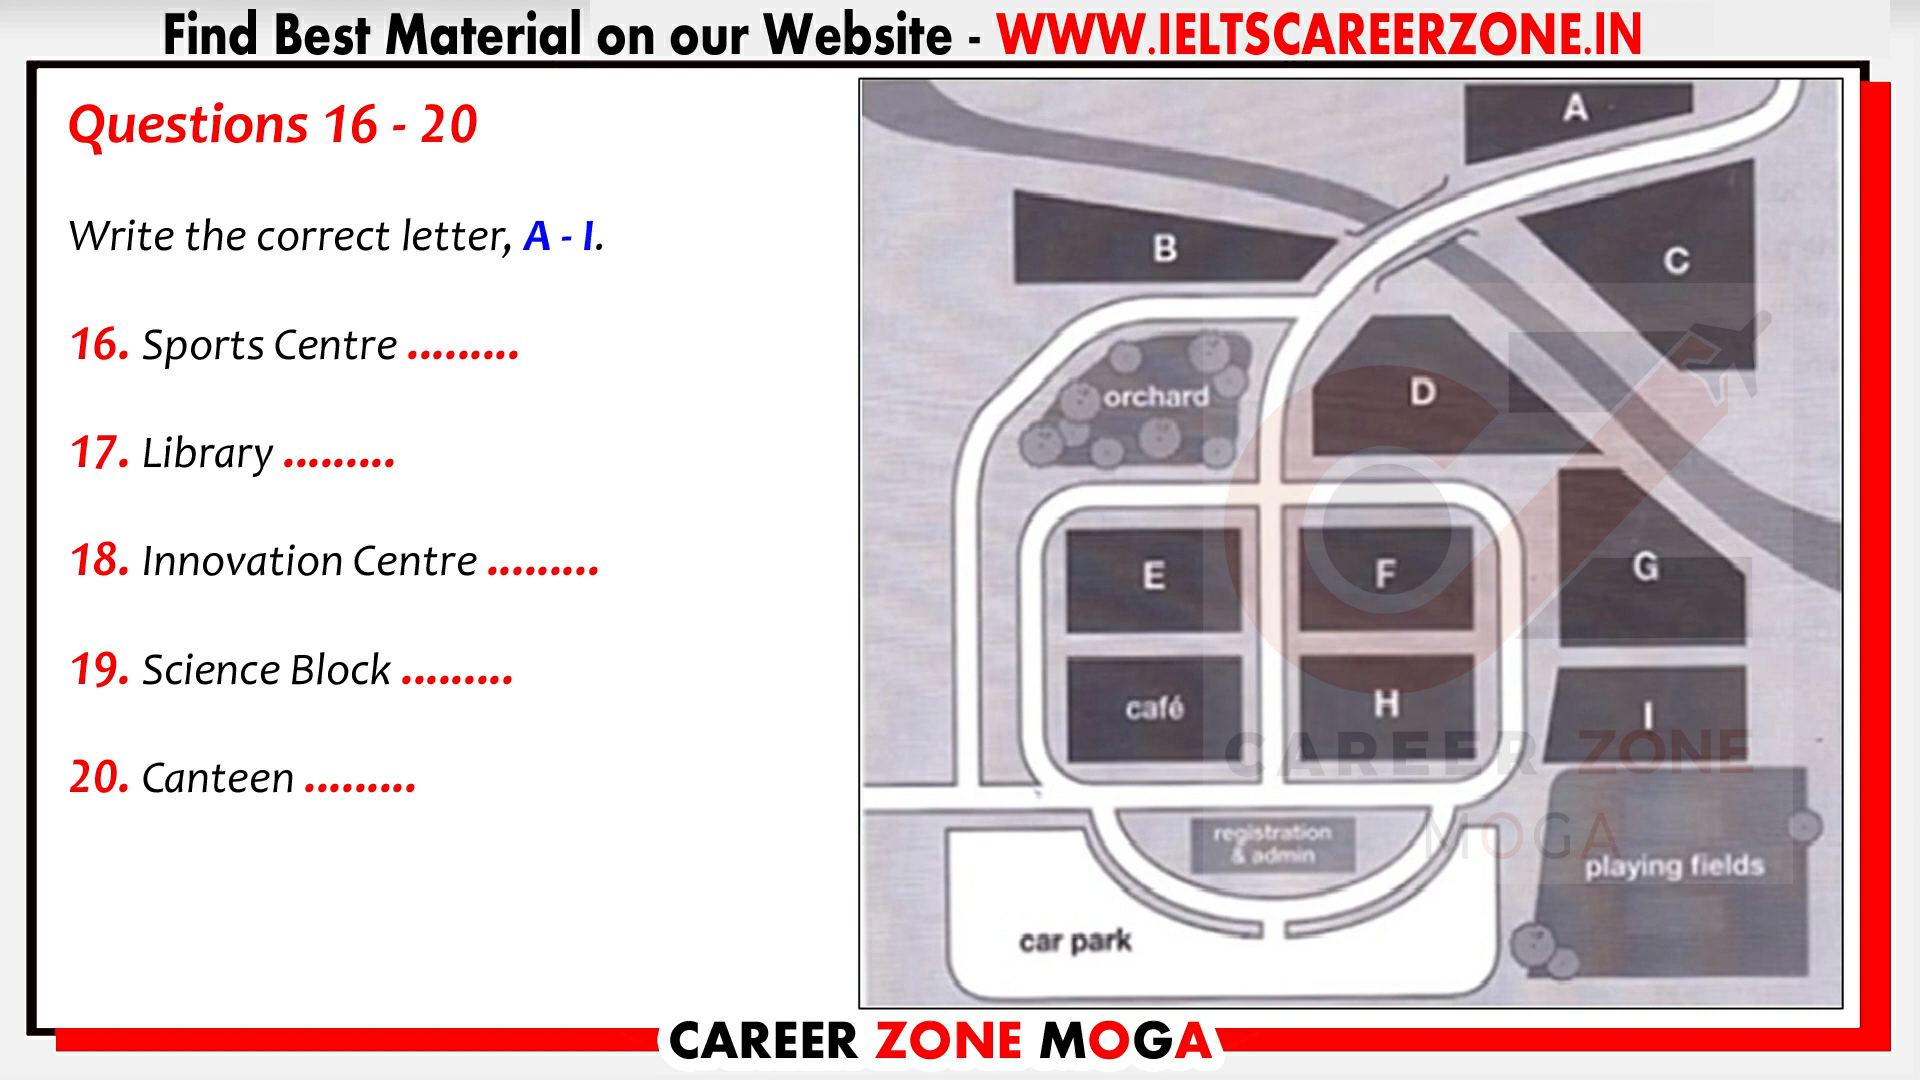 Find Best Material on our Website - WWW.IELTSCAREERZONE.IN
Questions 16 - 20
Write the correct letter, A - I.
16. Sports Centre .........
17. Library .........
18. Innovation Centre .........
19. Science Block .........
20. Canteen .........
A
B
C
D
orchard
E
F
G
café
H
I
CAREER ZONE
MOGA
registration
& admin
playing fields
car park
CAREER ZONE MOGA